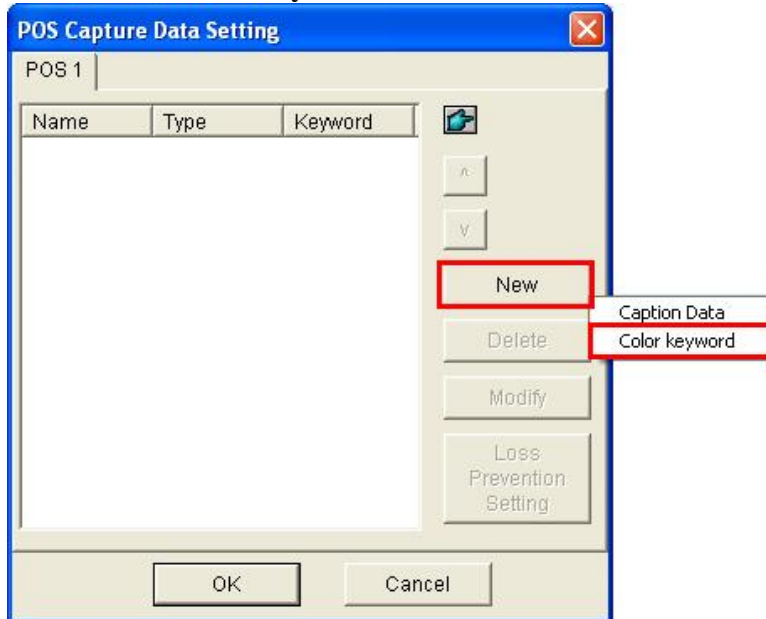 POS Capture Data Setting
POS 1
Name Type Keyword
^
v
New
Caption Data
Color keyword
Delete
Modify
Loss
Prevention
Setting
OK Cancel